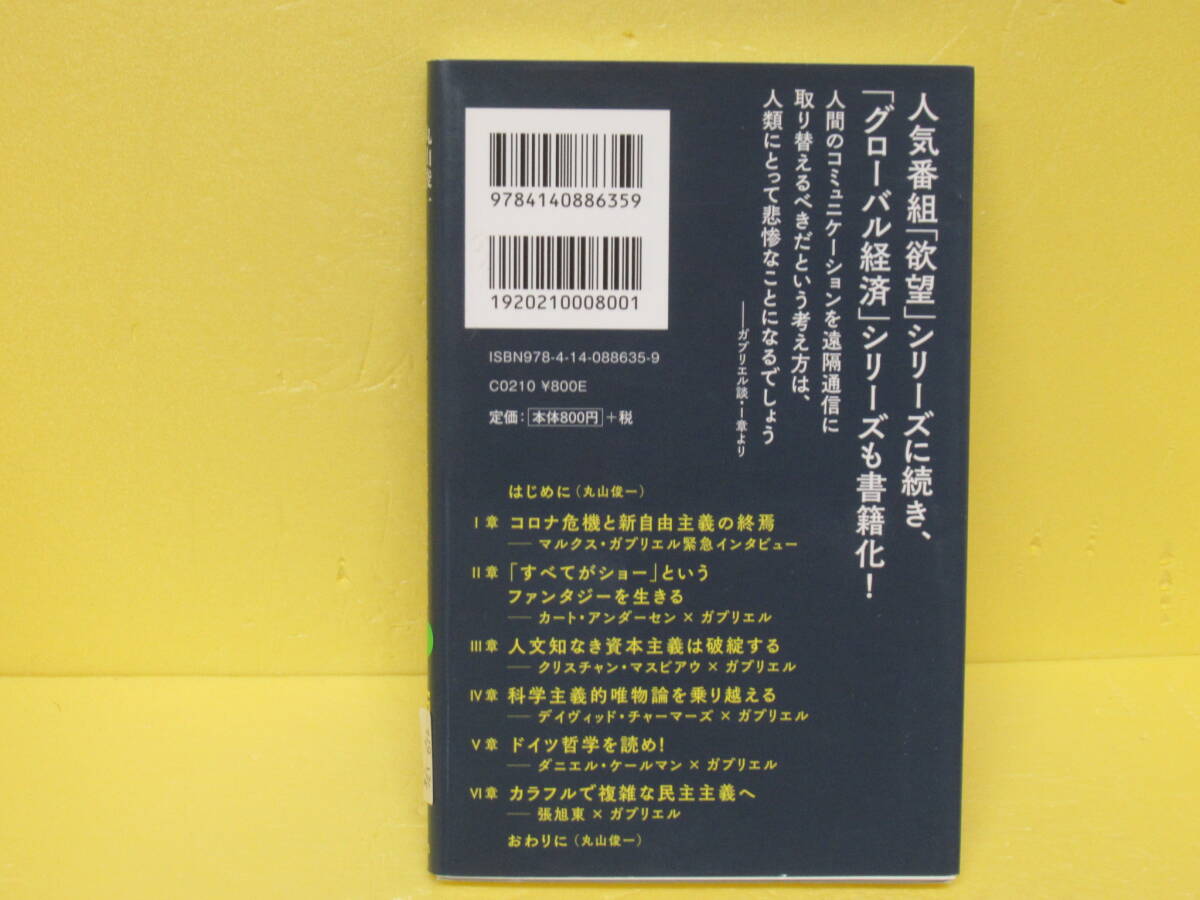 人気番組「欲望」シリーズに続き、
「グローバル経済」シリーズも書籍化!
人間のコミュニケーションを遠隔通信に
取り替えるべきだという考え方は、
人類にとって悲惨なことになるでしょう
――ガブリエル談・I章より
9784140886359
1920210008001
ISBN978-4-14-088635-9
C0210 ¥800E
定価: 本体800円 +税
はじめに(丸山俊一)
I章 コロナ危機と新自由主義の終焉
―― マルクス・ガブリエル緊急インタビュー
II章 「すべてがショー」という
ファンタジーを生きる
―― カート・アンダーセン × ガブリエル
III章 人文知なき資本主義は破綻する
―― クリスチャン・マスビアウ × ガブリエル
IV章 科学主義的唯物論を乗り越える
―― デイヴィッド・チャーマーズ × ガブリエル
V章 ドイツ哲学を読め!
―― ダニエル・ケールマン × ガブリエル
VI章 カラフルで複雑な民主主義へ
―― 張旭東 × ガブリエル
おわりに(丸山俊一)